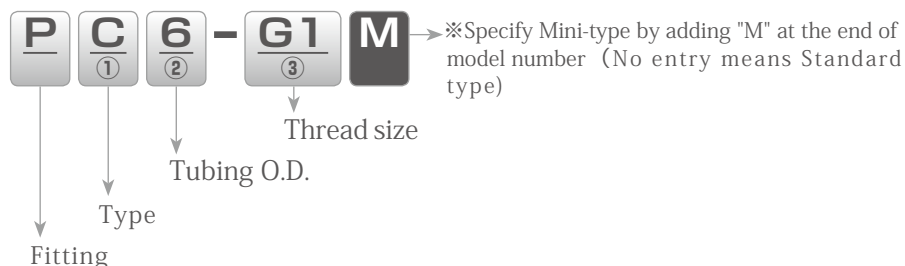 P C 6 - G1 M
① ② ③
※Specify Mini-type by adding "M" at the end of
model number (No entry means Standard
type)
Thread size
Tubing O.D.
Type
Fitting